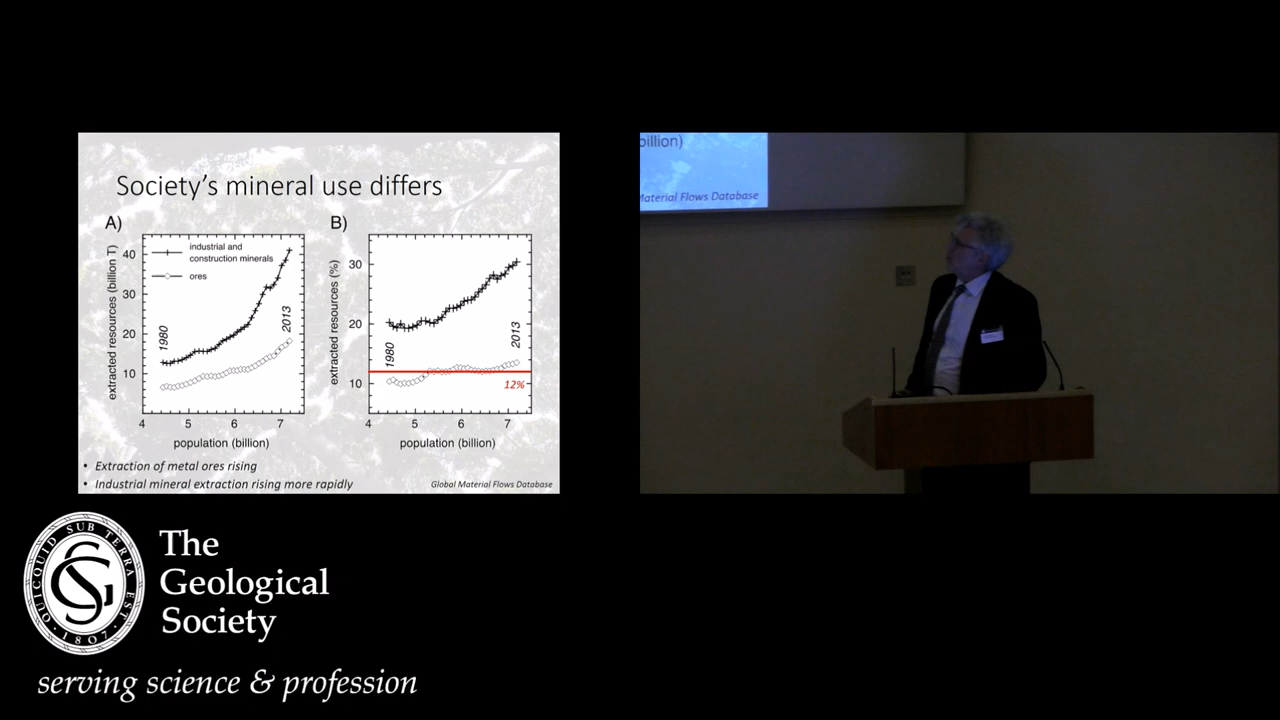 Society's mineral use differs
A)
B)
extracted resources (billion T)
40
30
20
10
industrial and
construction minerals
ores
1980
2013
4 5 6 7
population (billion)
extracted resources (%)
30
20
10
1980
2013
12%
4 5 6 7
population (billion)
• Extraction of metal ores rising
• Industrial mineral extraction rising more rapidly
Global Material Flows Database
billion)
Material Flows Database
QUICQUID SUB TERRA EST
· 1807 ·
The
Geological
Society
serving science & profession